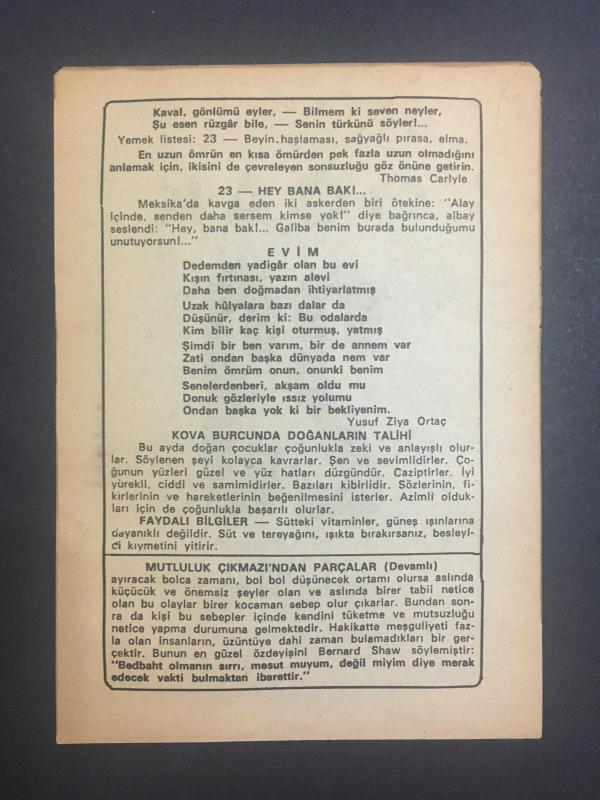 Kaval, gönlümü eyler, — Bilmem ki seven neyler,
Şu esen rüzgâr bile, — Senin türkünü söyler!...
Yemek listesi: 23 — Beyin.haşlaması, sağyağlı pırasa, elma.
En uzun ömrün en kısa ömürden pek fazla uzun olmadığını
anlamak için, ikisini de çevreleyen sonsuzluğu göz önüne getirin.
Thomas Carlyle
23 — HEY BANA BAK!...
Meksika'da kavga eden iki askerden biri ötekine: "Alay
içinde, senden daha sersem kimse yok!" diye bağrınca, albay
seslendi: "Hey, bana bak!... Galiba benim burada bulunduğumu
unutuyorsun!..."
EVİM
Dedemden yadigâr olan bu evi
Kışın fırtınası, yazın alevi
Daha ben doğmadan ihtiyarlatmış
Uzak hûlyalara bazı dalar da
Düşünür, derim ki: Bu odalarda
Kim bilir kaç kişi oturmuş, yatmış
Şimdi bir ben varım, bir de annem var
Zati ondan başka dünyada nem var
Benim ömrüm onun, onunki benim
Senelerdenberi, akşam oldu mu
Donuk gözleriyle ıssız yolumu
Ondan başka yok ki bir bekliyenim.
Yusuf Ziya Ortaç
KOVA BURCUNDA DOĞANLARIN TALİHİ
Bu ayda doğan çocuklar çoğunlukla zeki ve anlayışlı olur-
lar. Söylenen şeyi kolayca kavrarlar. Şen ve sevimlidirler. Ço-
ğunun yüzleri güzel ve yüz hatları düzgündür. Caziptirler. İyi
yürekli, ciddi ve samimidirler. Bazıları kibirlidir. Sözlerinin, fi-
kirlerinin ve hareketlerinin beğenilmesini isterler. Azimli olduk-
ları için de çoğunlukla başarılı olurlar.
FAYDALI BİLGİLER — Sütteki vitaminler, güneş ışınlarına
dayanıklı değildir. Süt ve tereyağını, ışıkta bırakırsanız, besleyi-
ci kıymetini yitirir.
MUTLULUK ÇIKMAZI'NDAN PARÇALAR (Devamlı)
ayıracak bolca zamanı, bol bol düşünecek ortamı olursa aslında
küçücük ve önemsiz şeyler olan ve aslında birer tabii netice
olan bu olaylar birer kocaman sebep olur çıkarlar. Bundan son-
ra da kişi bu sebepler içinde kendini tüketme ve mutsuzluğu
netice yapma durumuna gelmektedir. Hakikatte meşguliyeti faz-
la olan insanların, üzüntüye dahi zaman bulamadıkları bir ger-
çektir. Bunun en güzel özdeyişini Bernard Shaw söylemiştir:
"Bedbaht olmanın sırrı, mesut muyum, değil miyim diye merak
edecek vakti bulmaktan ibarettir."